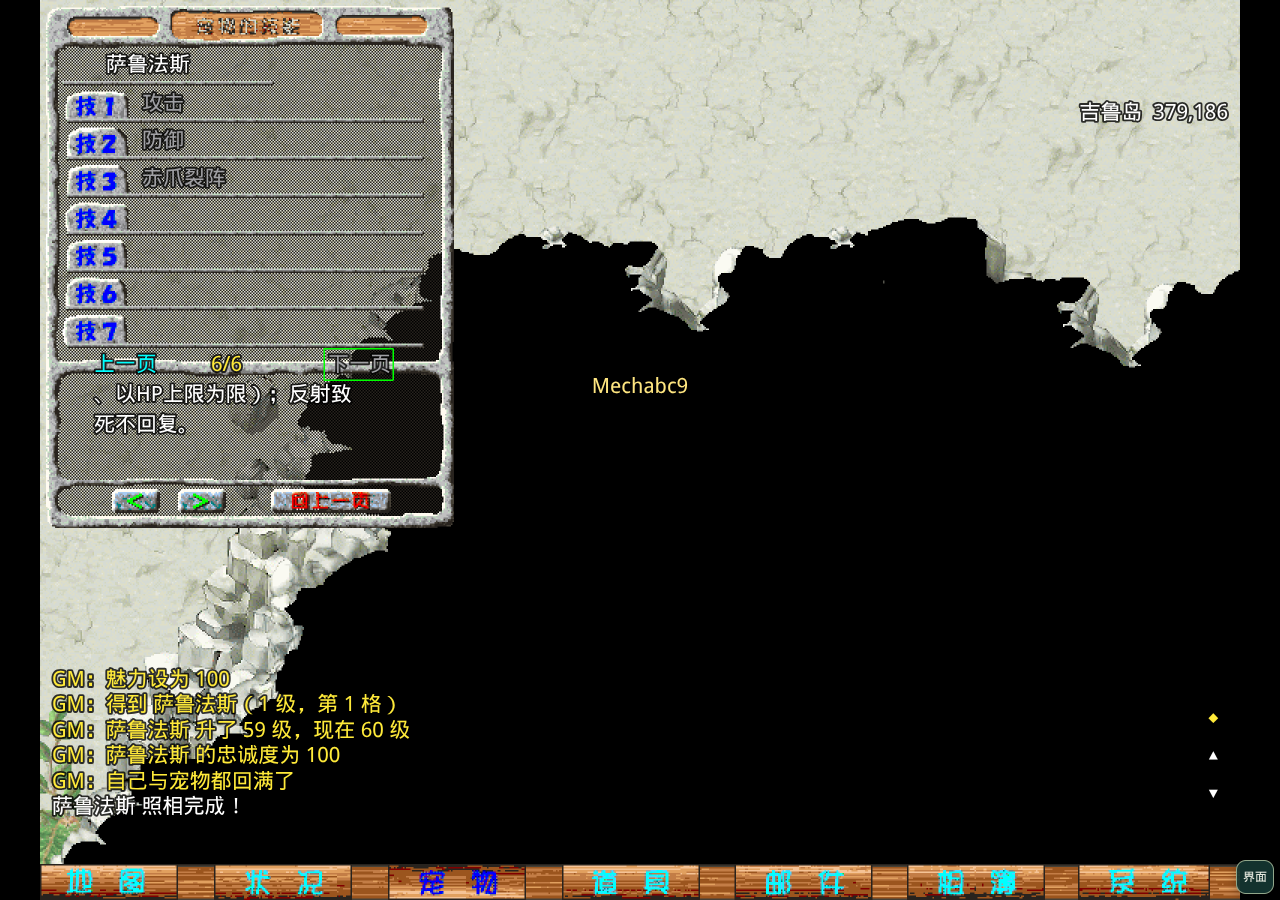 宠物的技能
萨鲁法斯
技1 攻击
技2 防御
技3 赤爪裂阵
技4
技5
技6
技7
上一页 6/6 下一页
、以HP上限为限）；反射致
死不回复。
< > 回上一页
吉鲁岛 379,186
Mechabc9
GM：魅力设为 100
GM：得到 萨鲁法斯（1 级，第 1 格）
GM：萨鲁法斯 升了 59 级，现在 60 级
GM：萨鲁法斯 的忠诚度为 100
GM：自己与宠物都回满了
萨鲁法斯 照相完成！
地图 状况 宠物 道具 邮件 相簿 系统
界面